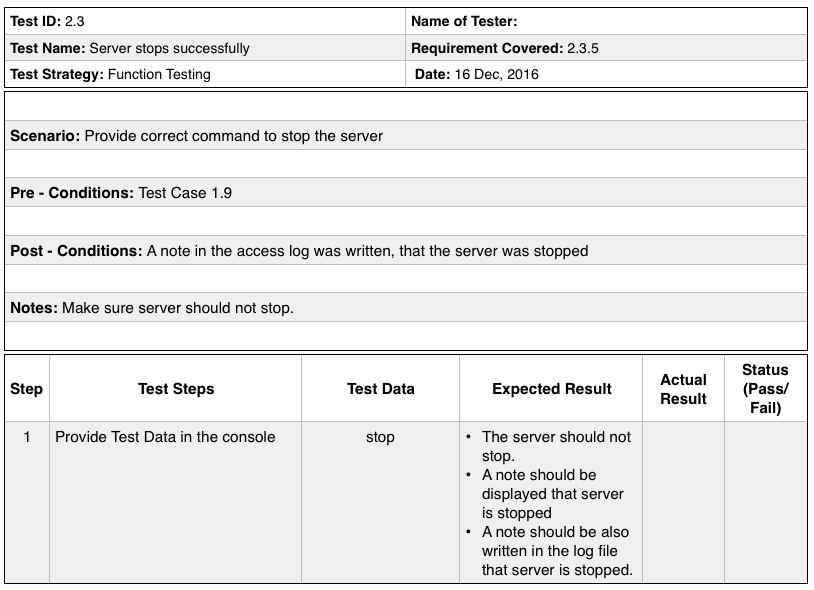 Test ID: 2.3
Name of Tester:
Test Name: Server stops successfully
Requirement Covered: 2.3.5
Test Strategy: Function Testing
Date: 16 Dec, 2016
Scenario: Provide correct command to stop the server
Pre - Conditions: Test Case 1.9
Post - Conditions: A note in the access log was written, that the server was stopped
Notes: Make sure server should not stop.
Step
Test Steps
Test Data
Expected Result
Actual
Result
Status
(Pass/
Fail)
1
Provide Test Data in the console
stop
• The server should not
stop.
• A note should be
displayed that server
is stopped
• A note should be also
written in the log file
that server is stopped.